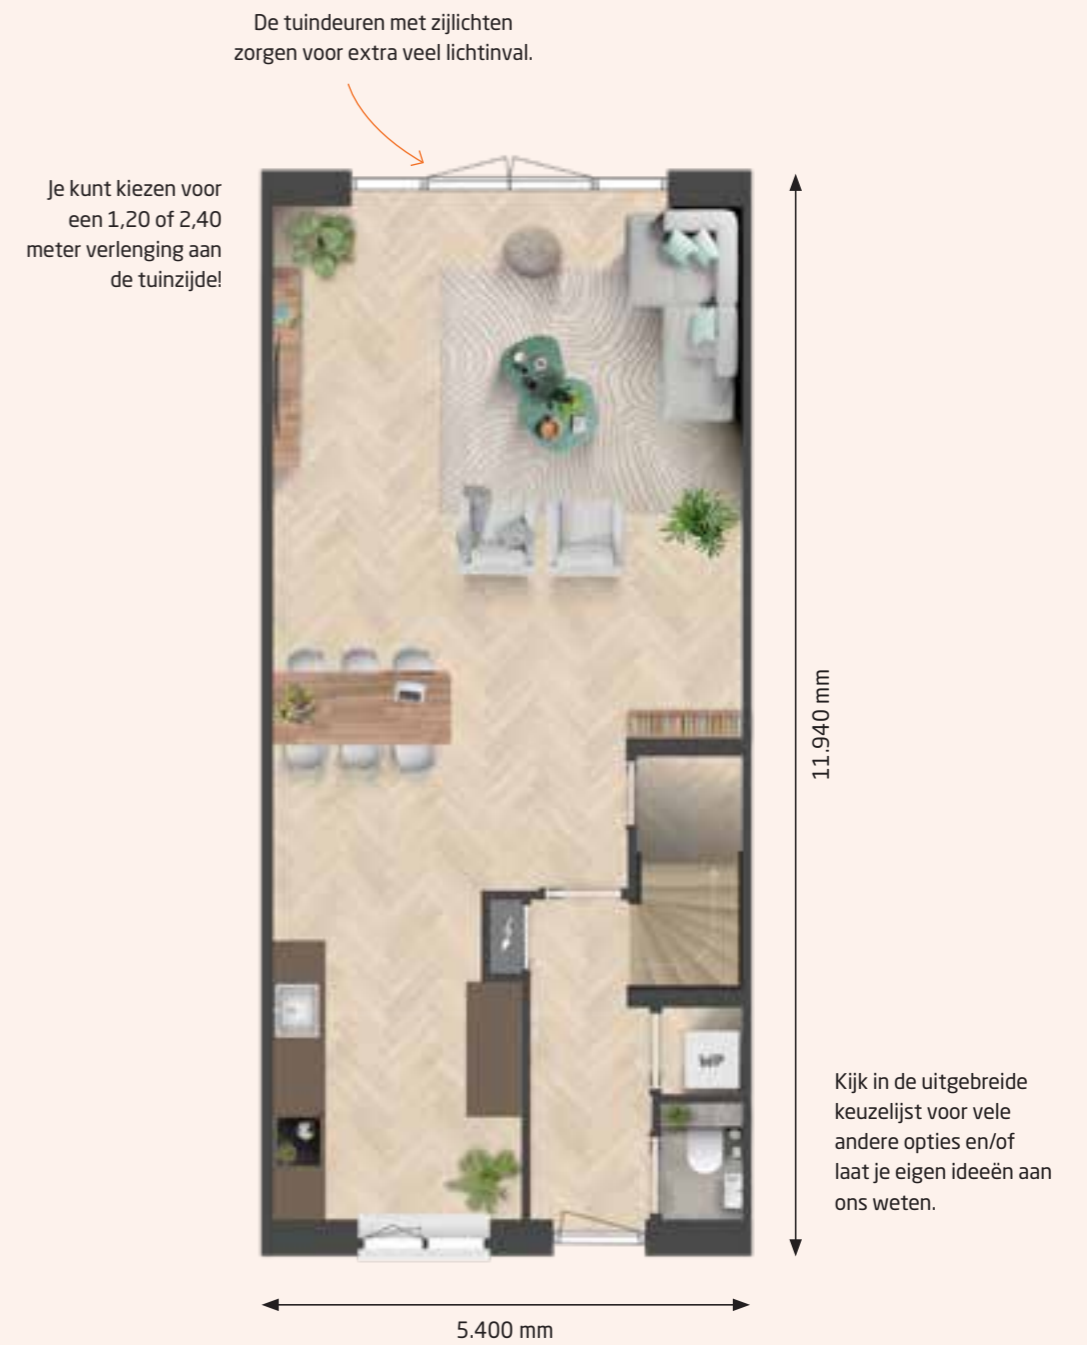 De tuindeuren met zijlichten
zorgen voor extra veel lichtinval.
Je kunt kiezen voor
een 1,20 of 2,40
meter verlenging aan
de tuinzijde!
11.940 mm
WP
Kijk in de uitgebreide
keuzelijst voor vele
andere opties en/of
laat je eigen ideeën aan
ons weten.
5.400 mm